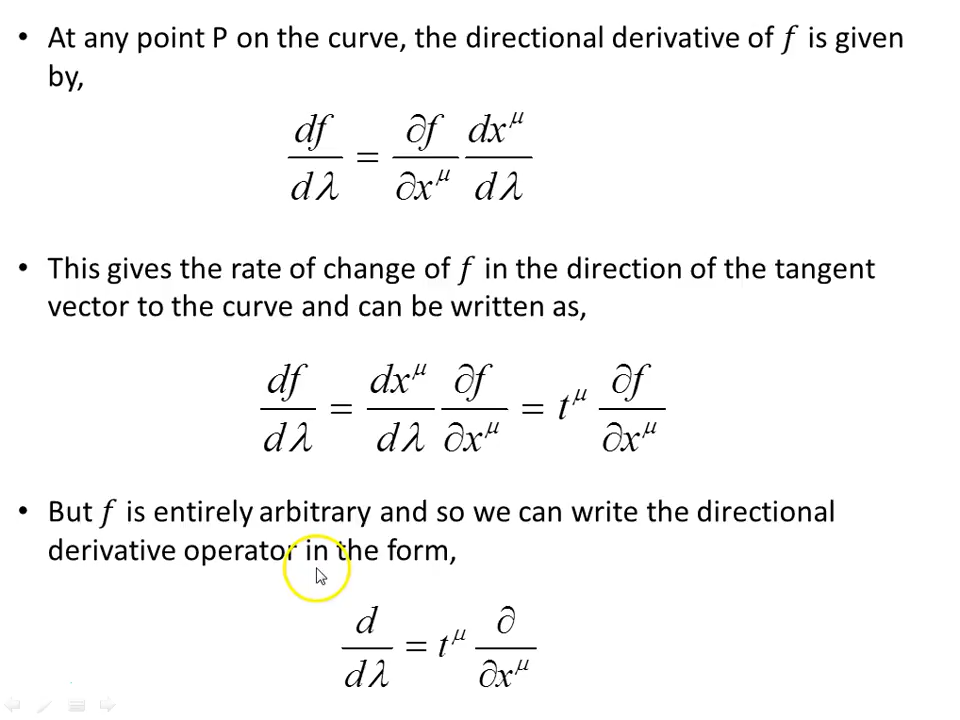 • At any point P on the curve, the directional derivative of f is given
by,
df/dλ = ∂f/∂x^μ dx^μ/dλ
• This gives the rate of change of f in the direction of the tangent
vector to the curve and can be written as,
df/dλ = dx^μ/dλ ∂f/∂x^μ = t^μ ∂f/∂x^μ
• But f is entirely arbitrary and so we can write the directional
derivative operator in the form,
d/dλ = t^μ ∂/∂x^μ